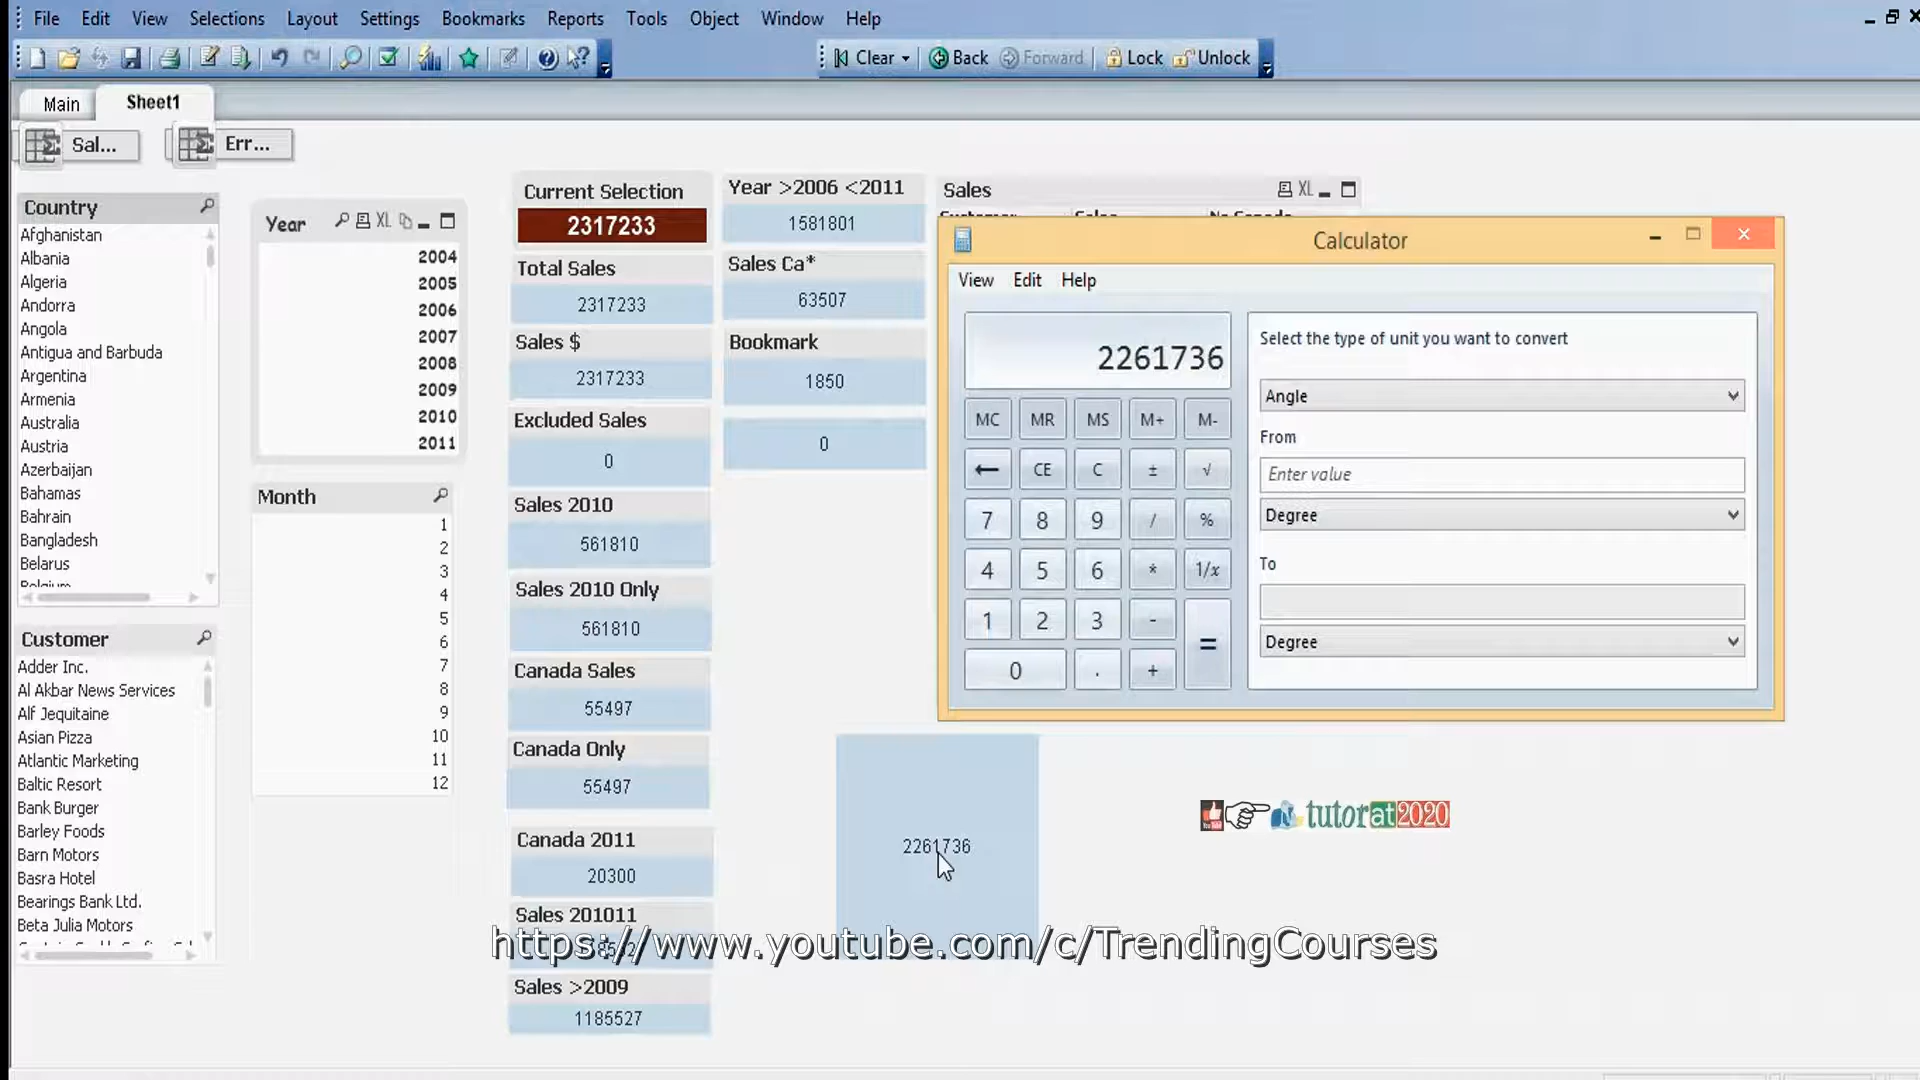 File Edit View Selections Layout Settings Bookmarks Reports Tools Object Window Help
Clear Back Forward Lock Unlock
Main Sheet1
Sal... Err...
Country
Afghanistan
Albania
Algeria
Andorra
Angola
Antigua and Barbuda
Argentina
Armenia
Australia
Austria
Azerbaijan
Bahamas
Bahrain
Bangladesh
Belarus
Belgium
Customer
Adder Inc.
Al Akbar News Services
Alf Jequitaine
Asian Pizza
Atlantic Marketing
Baltic Resort
Bank Burger
Barley Foods
Barn Motors
Basra Hotel
Bearings Bank Ltd.
Beta Julia Motors
Year XL
2004
2005
2006
2007
2008
2009
2010
2011
Month
1
2
3
4
5
6
7
8
9
10
11
12
Current Selection
2317233
Total Sales
2317233
Sales $
2317233
Excluded Sales
0
Sales 2010
561810
Sales 2010 Only
561810
Canada Sales
55497
Canada Only
55497
Canada 2011
20300
Sales 201011
Sales >2009
1185527
Year >2006 <2011
1581801
Sales Ca*
63507
Bookmark
1850
0
Sales XL
Customer Sales No Canada
Calculator
View Edit Help
2261736
MC MR MS M+ M-
← CE C ± √
7 8 9 / %
4 5 6 * 1/x
1 2 3 - =
0 . +
Select the type of unit you want to convert
Angle
From
Enter value
Degree
To
Degree
2261736
tutorat2020
https://www.youtube.com/c/TrendingCourses